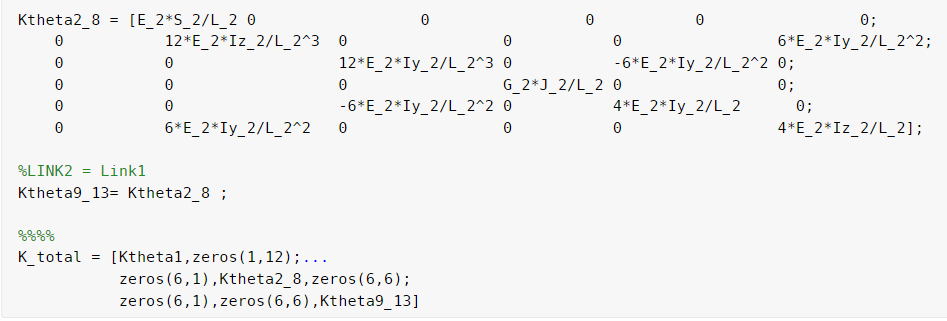 Ktheta2_8 = [E_2*S_2/L_2 0 0 0 0 0;
0 12*E_2*Iz_2/L_2^3 0 0 0 6*E_2*Iy_2/L_2^2;
0 0 12*E_2*Iy_2/L_2^3 0 -6*E_2*Iy_2/L_2^2 0;
0 0 0 G_2*J_2/L_2 0 0;
0 0 -6*E_2*Iy_2/L_2^2 0 4*E_2*Iy_2/L_2 0;
0 6*E_2*Iy_2/L_2^2 0 0 0 4*E_2*Iz_2/L_2];
%LINK2 = Link1
Ktheta9_13= Ktheta2_8 ;
%%%%
K_total = [Ktheta1,zeros(1,12);...
zeros(6,1),Ktheta2_8,zeros(6,6);
zeros(6,1),zeros(6,6),Ktheta9_13]